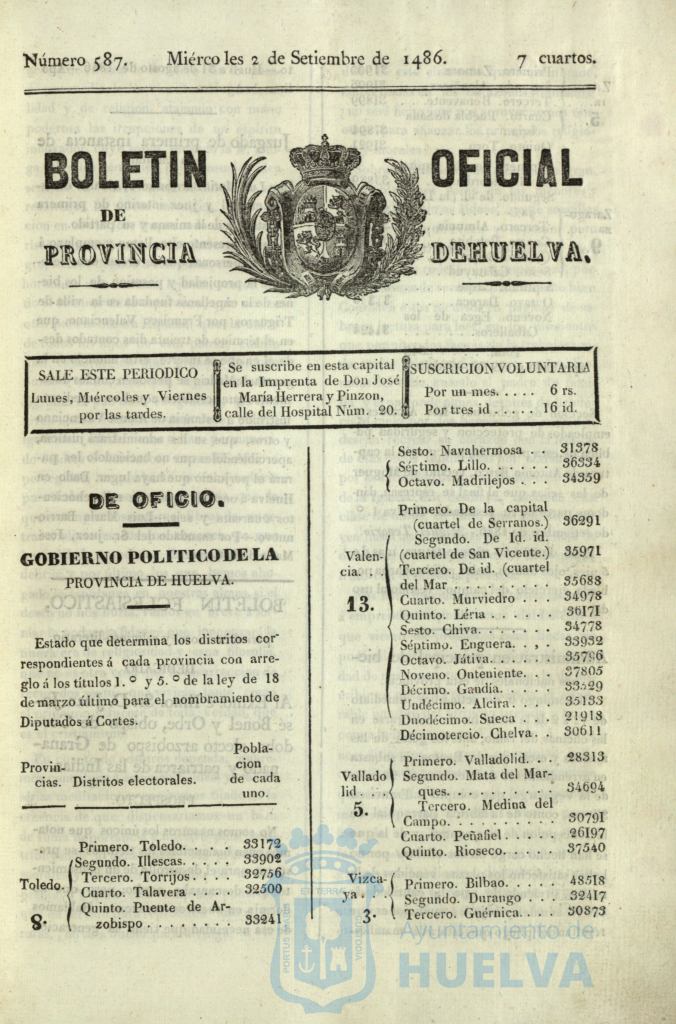 Número 587. Miérco les 2 de Setiembre de 1486. 7 cuartos.
BOLETIN OFICIAL
DE
PROVINCIA DEHUELVA.
SALE ESTE PERIODICO
Lunes, Miércoles y Viernes
por las tardes.
Se suscribe en esta capital
en la Imprenta de Don José
María Herrera y Pinzon,
calle del Hospital Núm. 20.
SUSCRICION VOLUNTARIA
Por un mes. . . . . 6 rs.
Por tres id . . . . . 16 id.
DE OFICIO.
GOBIERNO POLITICO DE LA
PROVINCIA DE HUELVA.
Estado que determina los distritos cor-
respondientes á cada provincia con arre-
glo á los títulos 1.º y 5.º de la ley de 18
de marzo último para el nombramiento de
Diputados á Cortes.
Provin-
cias. Distritos electorales.
Pobla-
cion
de cada
uno.
Toledo.
8.
Primero. Toledo. . . . 33172
Segundo. Illescas. . . . . 33902
Tercero. Torrijos. . . . 32756
Cuarto. Talavera . . . . 32500
Quinto. Puente de Ar-
zobispo . . . . . . . . 33241
Sesto. Navahermosa . . 31378
Séptimo. Lillo. . . . . . 36334
Octavo. Madrilejos . . . 34359
Valen-
cia. . .
13.
Primero. De la capital
(cuartel de Serranos.) 36291
Segundo. De Id. id.
(cuartel de San Vicente.) 35971
Tercero. De id. (cuartel
del Mar . . . . . . . . . 35688
Cuarto. Murviedro . . . 34978
Quinto. Léria . . . . . . 36171
Sesto. Chiva. . . . . . . 34778
Séptimo. Enguera. . . . 33932
Octavo. Játiva. . . . . . 35796
Noveno. Onteniente. . . 37805
Décimo. Gandía. . . . . 33529
Undécimo. Alcira. . . . 35133
Duodécimo. Sueca . . . 21918
Décimotercio. Chelva. . 30611
Vallado
lid. . .
5.
Primero. Valladolid. . . 28313
Segundo. Mata del Mar-
ques. . . . . . . . . . 34694
Tercero. Medina del
Campo. . . . . . . . . . 30791
Cuarto. Peñafiel . . . . . 26197
Quinto. Rioseco. . . . . 37540
Vizca-
ya . .
3.
Primero. Bilbao. . . . . 48518
Segundo. Durango . . . 32417
Tercero. Guérnica. . . . 30873
Ayuntamiento de
HUELVA